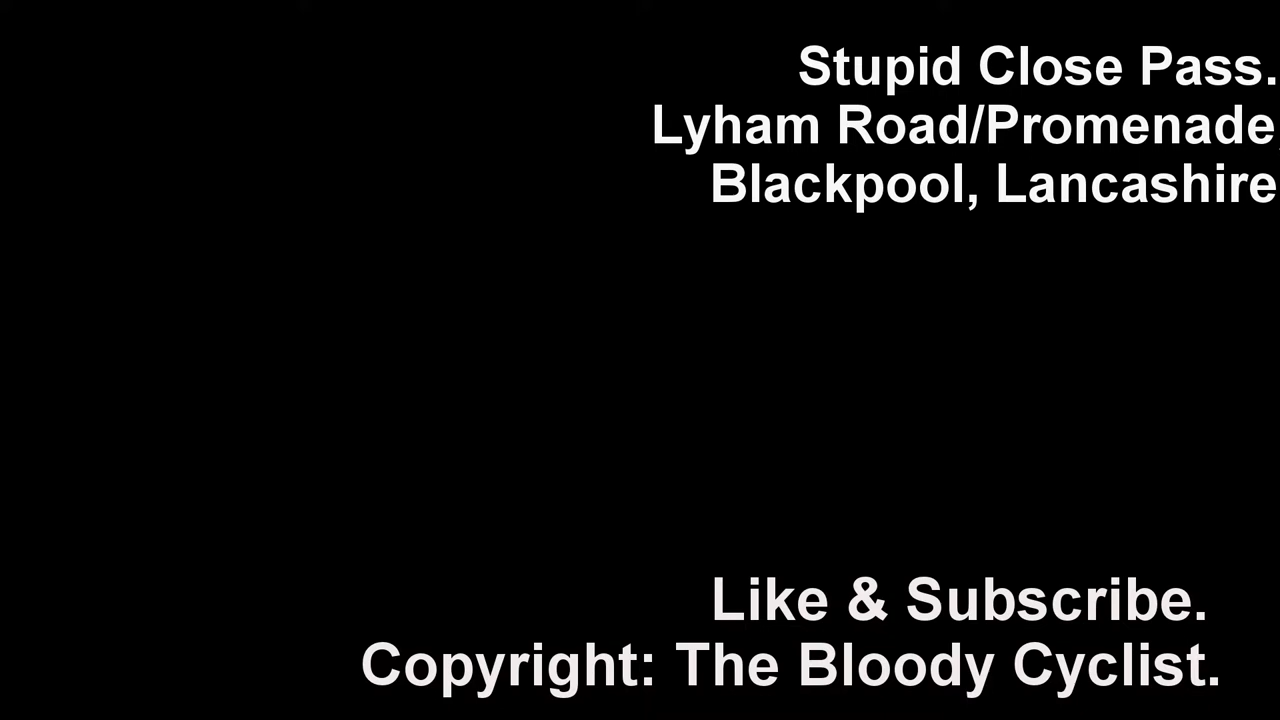 Stupid Close Pass.
Lyham Road/Promenade
Blackpool, Lancashire
Like & Subscribe.
Copyright: The Bloody Cyclist.